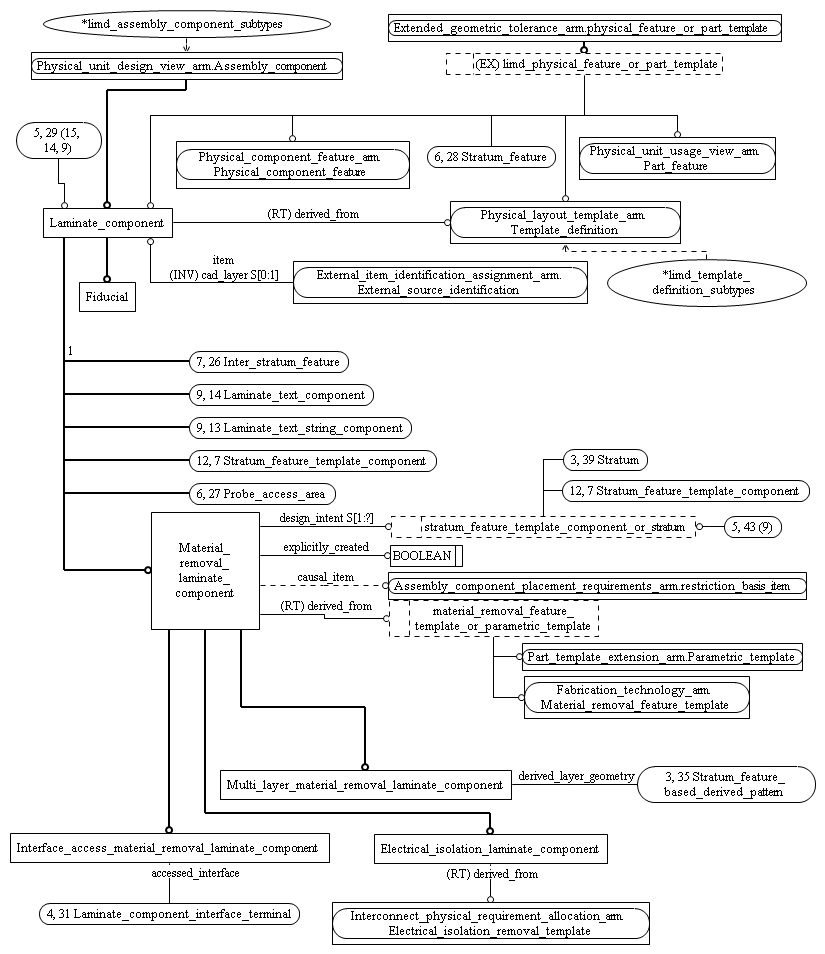 *limd_assembly_component_subtypes
Extended_geometric_tolerance_arm.physical_feature_or_part_template
Physical_unit_design_view_arm.Assembly_component
(EX) limd_physical_feature_or_part_template
5, 29 (15,
14, 9)
Physical_component_feature_arm.
Physical_component_feature
6, 28 Stratum_feature
Physical_unit_usage_view_arm.
Part_feature
Laminate_component
(RT) derived_from
Physical_layout_template_arm.
Template_definition
item
(INV) cad_layer S[0:1]
External_item_identification_assignment_arm.
External_source_identification
*limd_template_
definition_subtypes
Fiducial
1
7, 26 Inter_stratum_feature
9, 14 Laminate_text_component
9, 13 Laminate_text_string_component
12, 7 Stratum_feature_template_component
3, 39 Stratum
6, 27 Probe_access_area
12, 7 Stratum_feature_template_component
design_intent S[1:?]
stratum_feature_template_component_or_stratum
5, 43 (9)
Material_
removal_
laminate_
component
explicitly_created
BOOLEAN
causal_item
Assembly_component_placement_requirements_arm.restriction_basis_item
(RT) derived_from
material_removal_feature_
template_or_parametric_template
Part_template_extension_arm.Parametric_template
Fabrication_technology_arm.
Material_removal_feature_template
Multi_layer_material_removal_laminate_component
derived_layer_geometry
3, 35 Stratum_feature_
based_derived_pattern
Interface_access_material_removal_laminate_component
Electrical_isolation_laminate_component
accessed_interface
(RT) derived_from
4, 31 Laminate_component_interface_terminal
Interconnect_physical_requirement_allocation_arm.
Electrical_isolation_removal_template